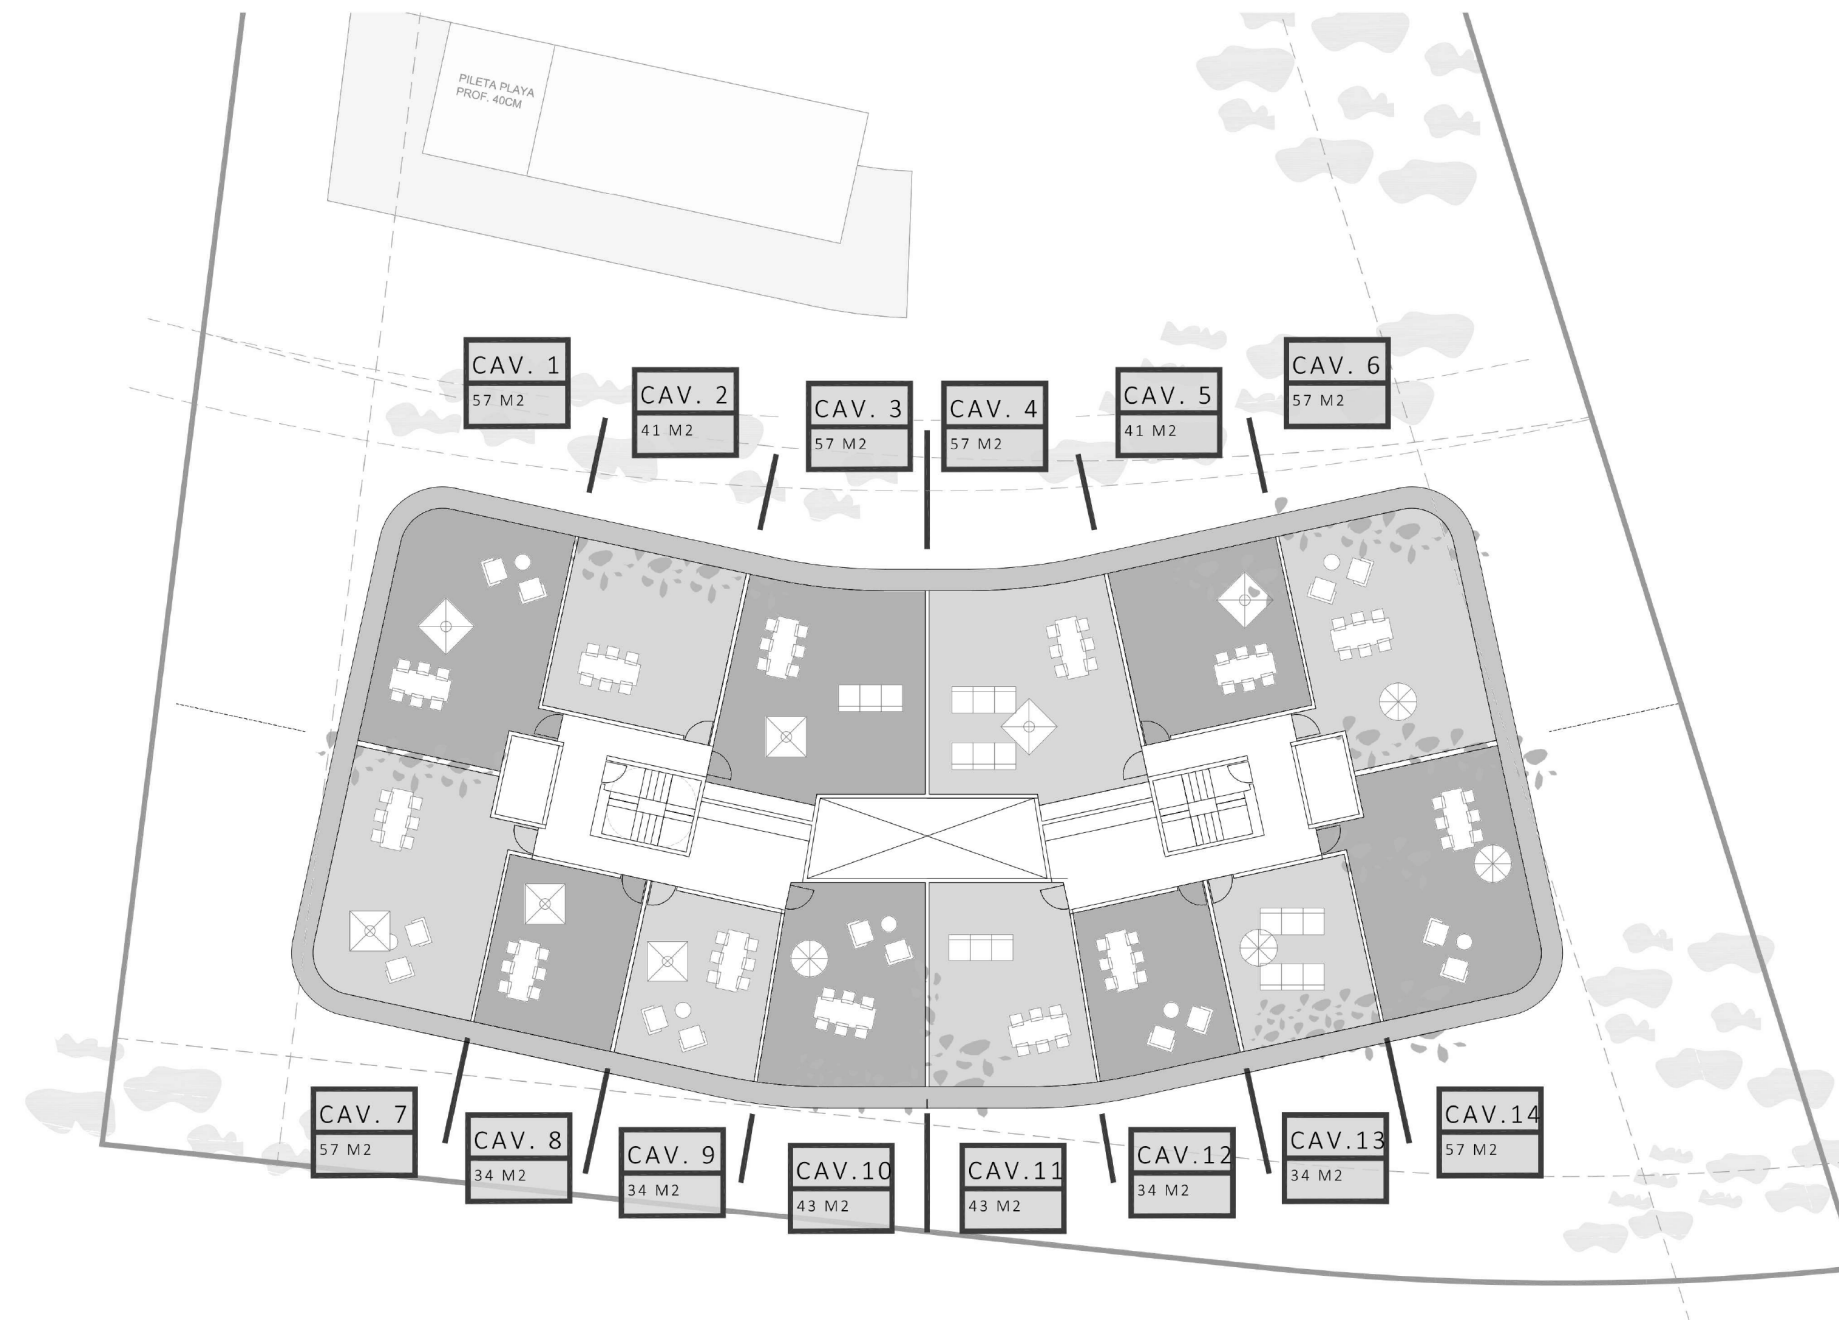 PILETA PLAYA
PROF. 40CM
CAV. 1
57 M2
CAV. 2
41 M2
CAV. 3
57 M2
CAV. 4
57 M2
CAV. 5
41 M2
CAV. 6
57 M2
CAV. 7
57 M2
CAV. 8
34 M2
CAV. 9
34 M2
CAV.10
43 M2
CAV.11
43 M2
CAV.12
34 M2
CAV.13
34 M2
CAV.14
57 M2